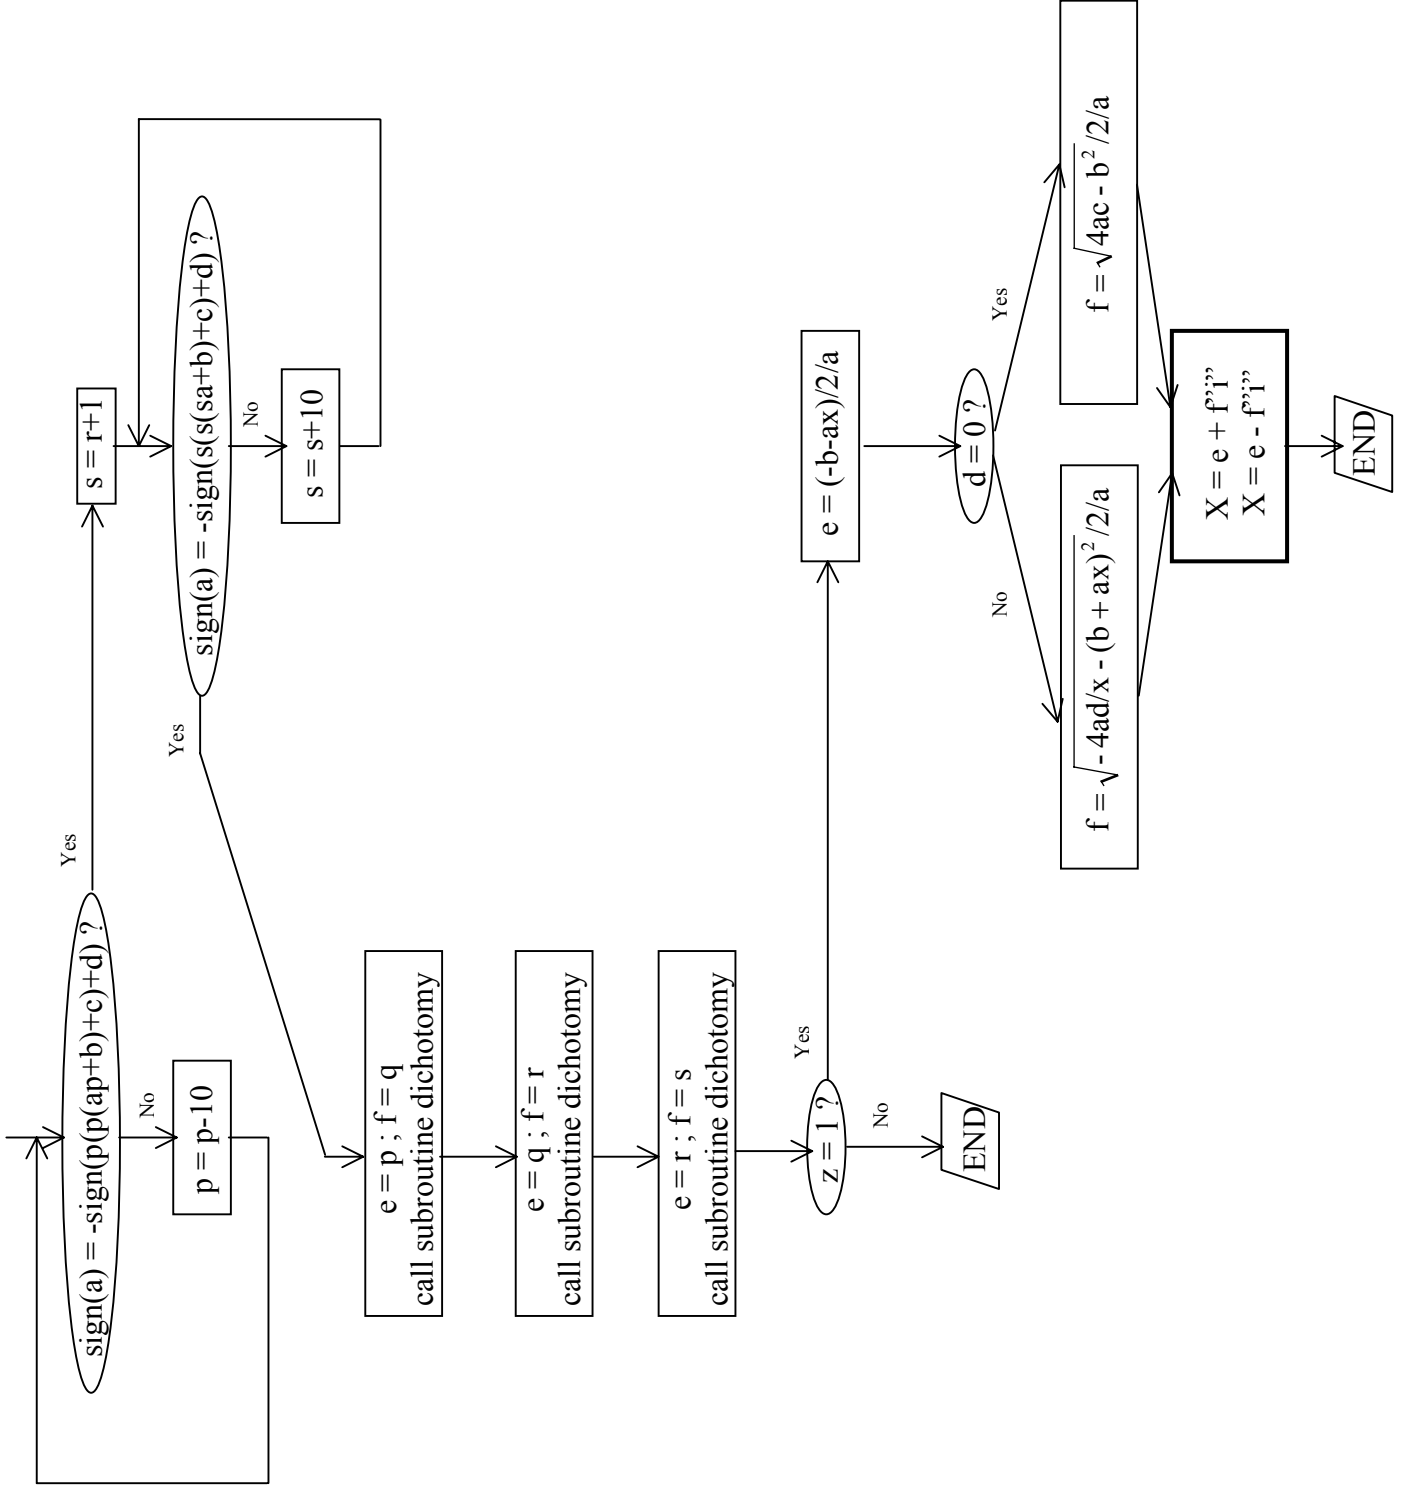 sign(a) = -sign(p(p(ap+b)+c)+d) ?
Yes
No
p = p-10
s = r+1
sign(a) = -sign(s(s(sa+b)+c)+d) ?
No
s = s+10
Yes
e = p ; f = q
call subroutine dichotomy
e = q ; f = r
call subroutine dichotomy
e = r ; f = s
call subroutine dichotomy
z = 1 ?
Yes
No
END
e = (-b-ax)/2/a
d = 0 ?
No
Yes
f = √- 4ad/x - (b + ax)² /2/a
f = √4ac - b² /2/a
X = e + f”i”
X = e - f”i”
END